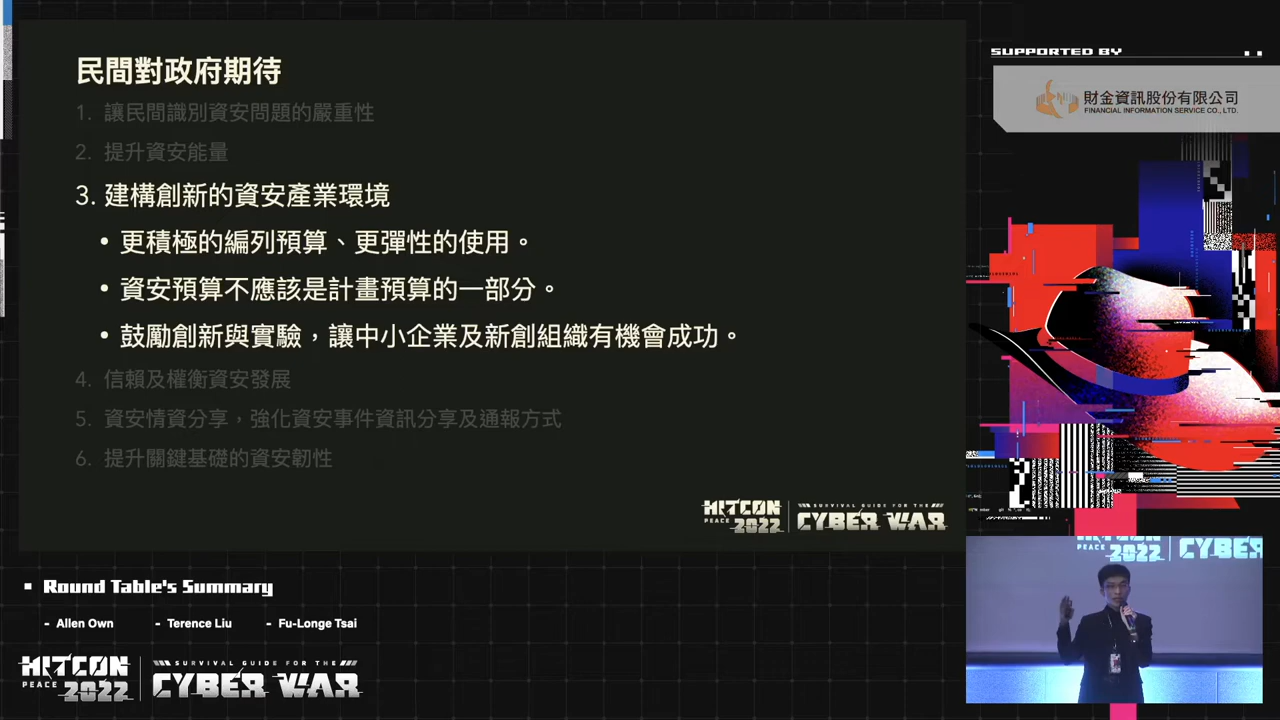 民間對政府期待
1. 讓民間識別資安問題的嚴重性
2. 提升資安能量
3. 建構創新的資安產業環境
• 更積極的編列預算、更彈性的使用。
• 資安預算不應該是計畫預算的一部分。
• 鼓勵創新與實驗，讓中小企業及新創組織有機會成功。
4. 信賴及權衡資安發展
5. 資安情資分享，強化資安事件資訊分享及通報方式
6. 提升關鍵基礎的資安韌性
HITCON
PEACE 2022
SURVIVAL GUIDE FOR THE
CYBER WAR
SUPPORTED BY
財金資訊股份有限公司
FINANCIAL INFORMATION SERVICE CO., LTD.
HITCON
2022
CYBER
Round Table's Summary
- Allen Own - Terence Liu - Fu-Longe Tsai
HITCON
PEACE 2022
SURVIVAL GUIDE FOR THE
CYBER WAR